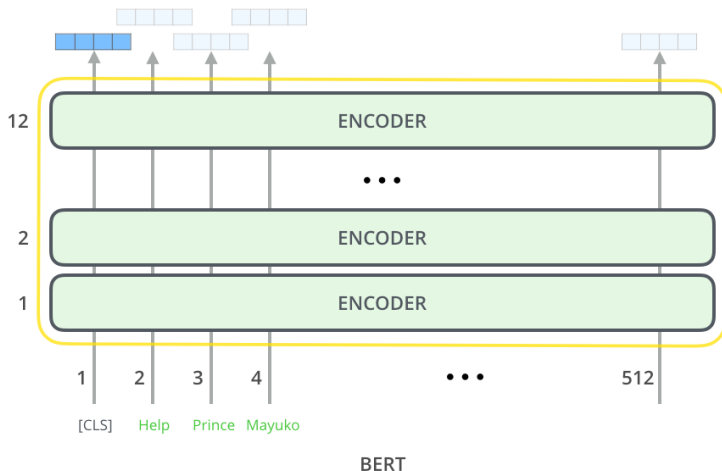 12 ENCODER
•••
2 ENCODER
1 ENCODER
1 2 3 4 ••• 512
[CLS] Help Prince Mayuko
BERT